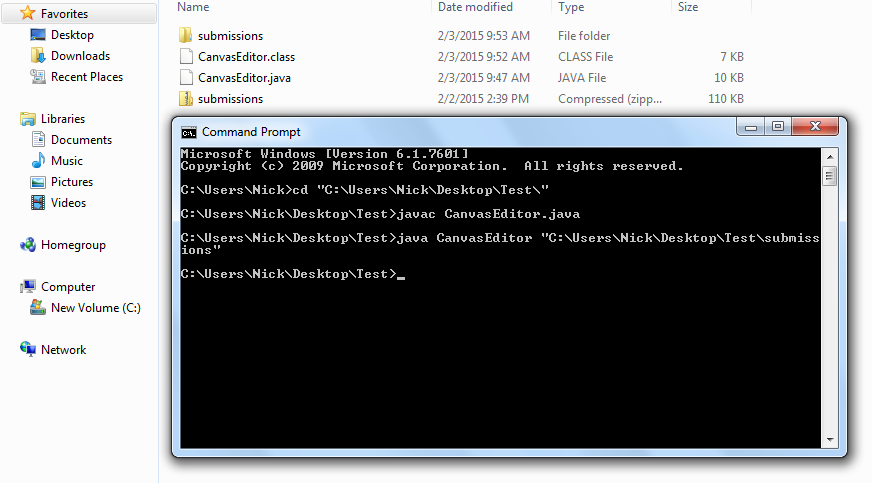 Favorites
Desktop
Downloads
Recent Places
Libraries
Documents
Music
Pictures
Videos
Homegroup
Computer
New Volume (C:)
Network
Name Date modified Type Size
submissions 2/3/2015 9:53 AM File folder
CanvasEditor.class 2/3/2015 9:52 AM CLASS File 7 KB
CanvasEditor.java 2/3/2015 9:47 AM JAVA File 10 KB
submissions 2/2/2015 2:39 PM Compressed (zipp... 110 KB
C:\. Command Prompt
Microsoft Windows [Version 6.1.7601]
Copyright (c) 2009 Microsoft Corporation.  All rights reserved.
C:\Users\Nick>cd "C:\Users\Nick\Desktop\Test\"
C:\Users\Nick\Desktop\Test>javac CanvasEditor.java
C:\Users\Nick\Desktop\Test>java CanvasEditor "C:\Users\Nick\Desktop\Test\submiss
ions"
C:\Users\Nick\Desktop\Test>_